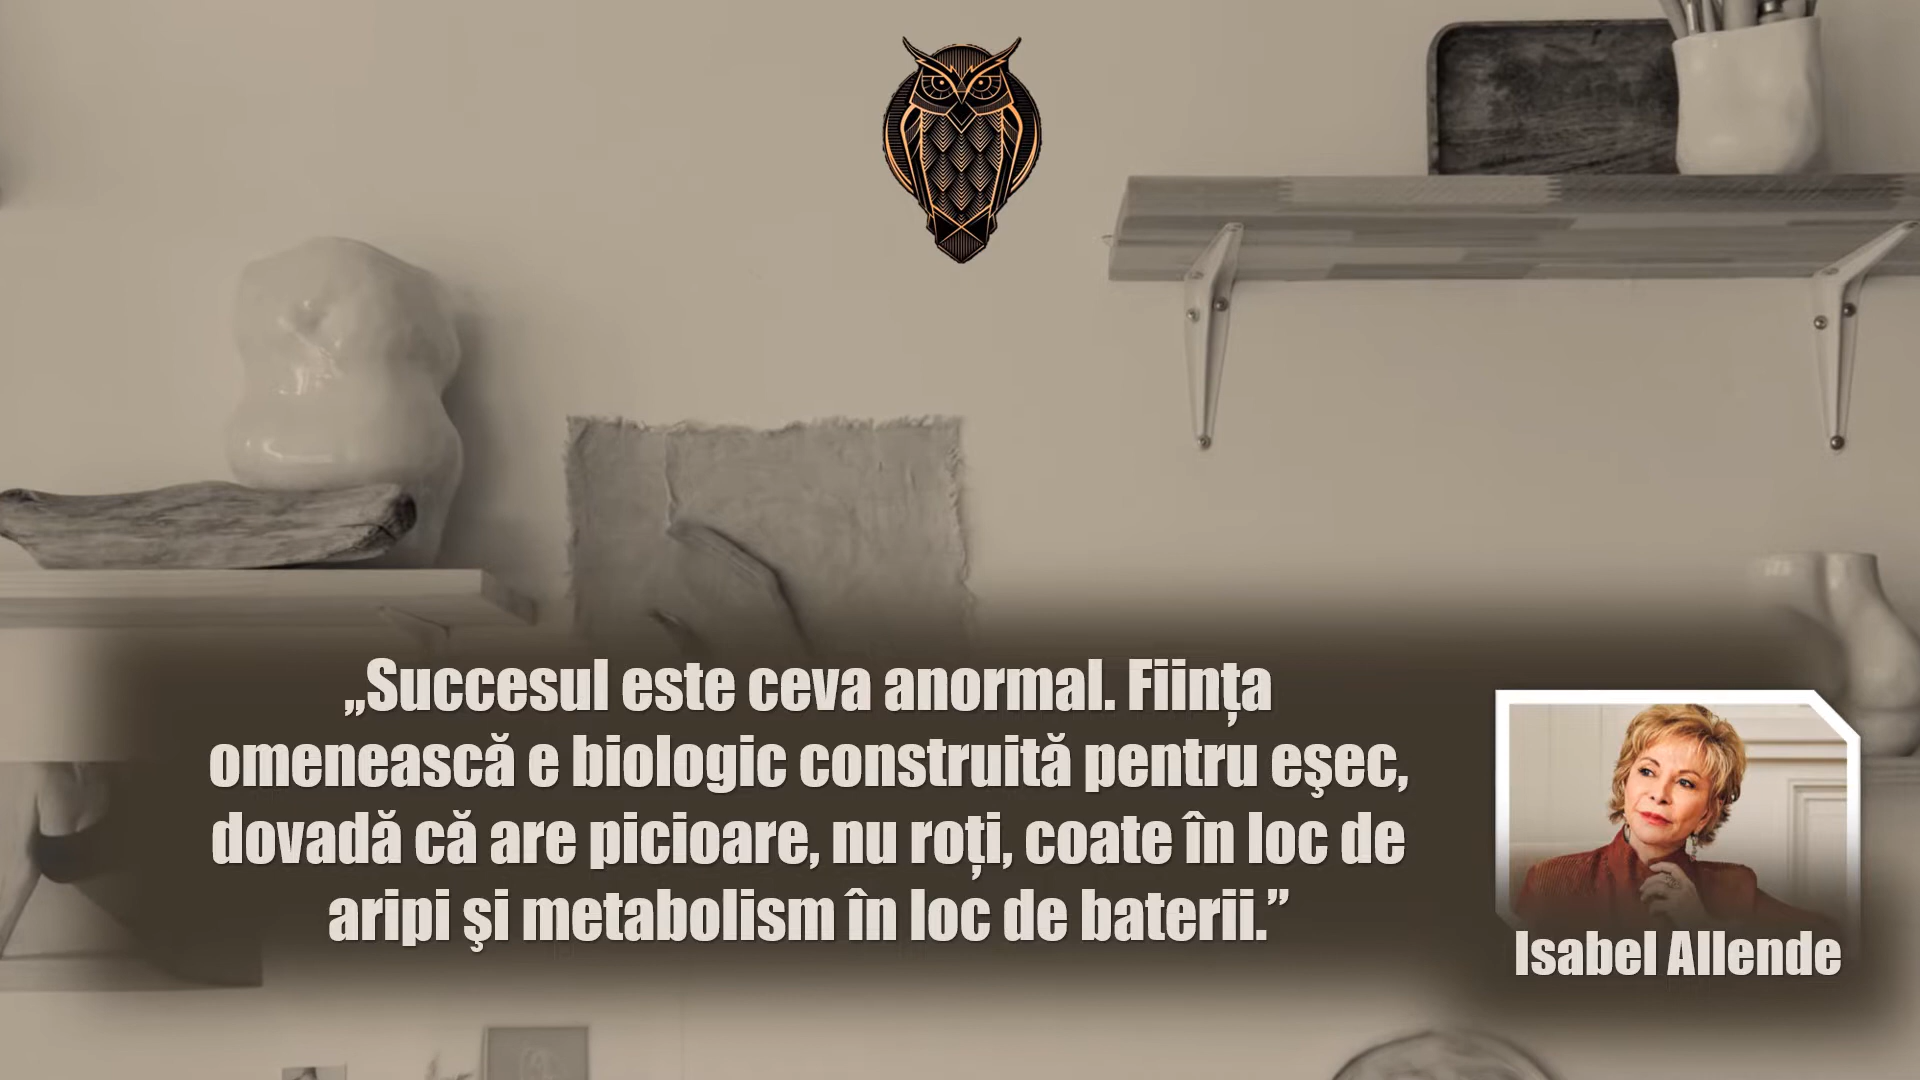 „Succesul este ceva anormal. Ființa
omenească e biologic construită pentru eşec,
dovadă că are picioare, nu roți, coate în loc de
aripi şi metabolism în loc de baterii.”
Isabel Allende